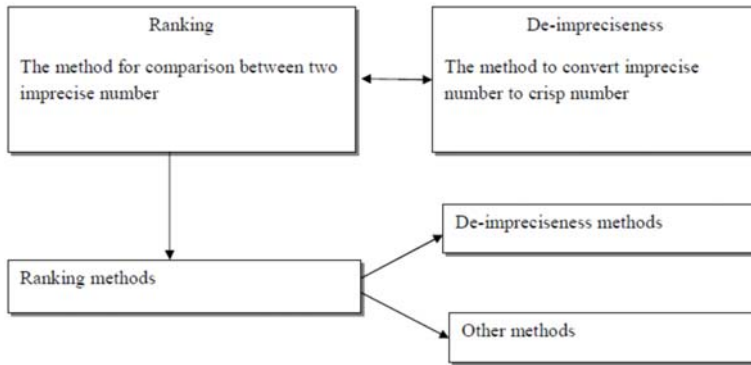 Ranking
The method for comparison between two
imprecise number
De-impreciseness
The method to convert imprecise
number to crisp number
De-impreciseness methods
Ranking methods
Other methods